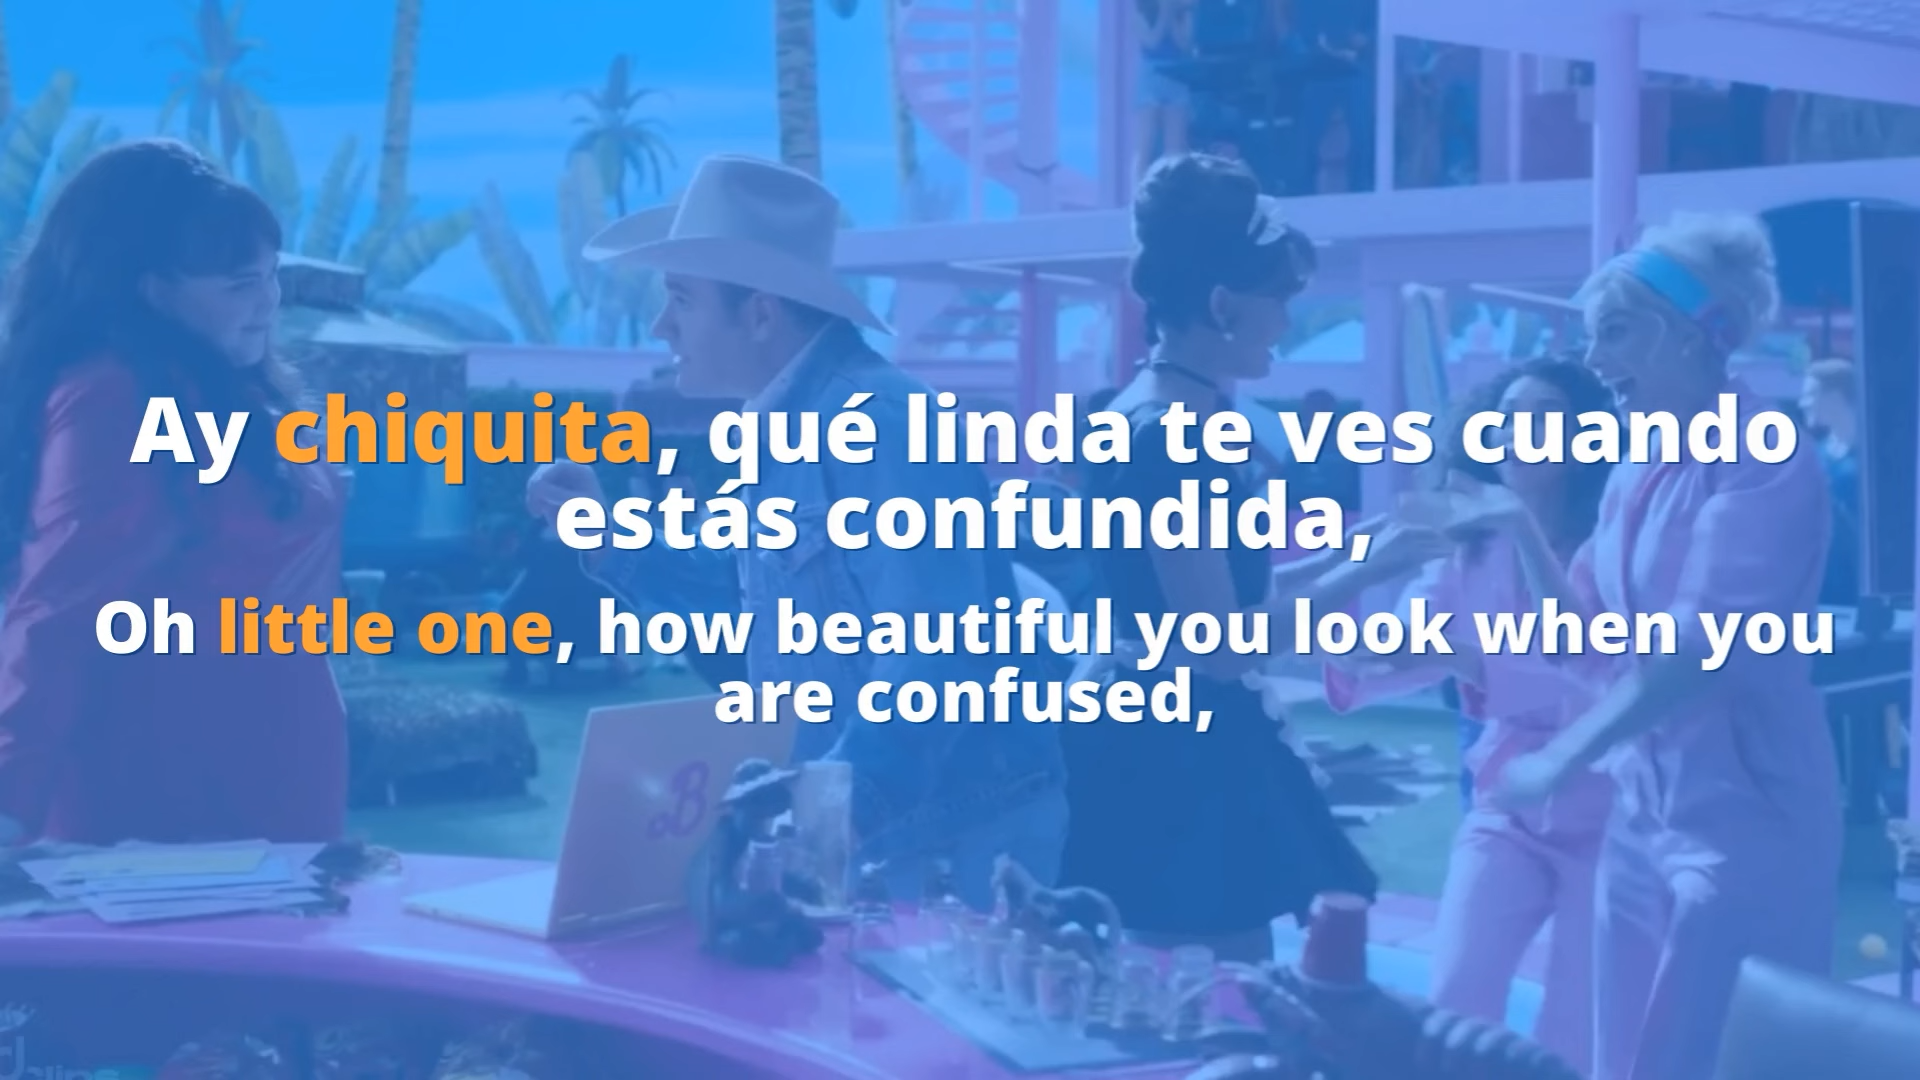 Ay chiquita, qué linda te ves cuando
estás confundida,
Oh little one, how beautiful you look when you
are confused,
B